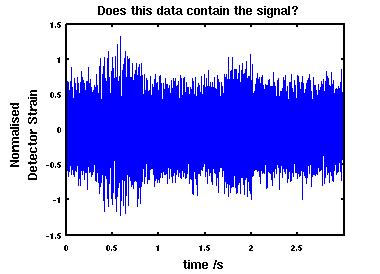 Does this data contain the signal?
1.5
1
0.5
0
-0.5
-1
-1.5
Normalised
Detector Strain
0 0.5 1 1.5 2 2.5
time /s